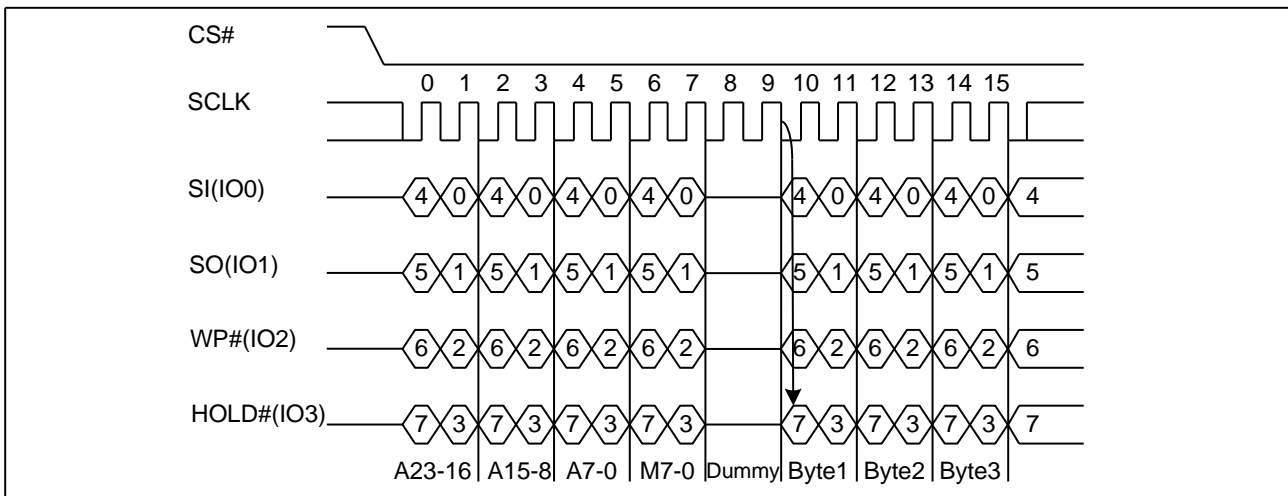 CS#
0 1 2 3 4 5 6 7 8 9 10 11 12 13 14 15
SCLK
SI(IO0) 4 0 4 0 4 0 4 0 4 0 4 0 4 0 4
SO(IO1) 5 1 5 1 5 1 5 1 5 1 5 1 5 1 5
WP#(IO2) 6 2 6 2 6 2 6 2 6 2 6 2 6 2 6
HOLD#(IO3) 7 3 7 3 7 3 7 3 7 3 7 3 7 3 7
A23-16 A15-8 A7-0 M7-0 Dummy Byte1 Byte2 Byte3